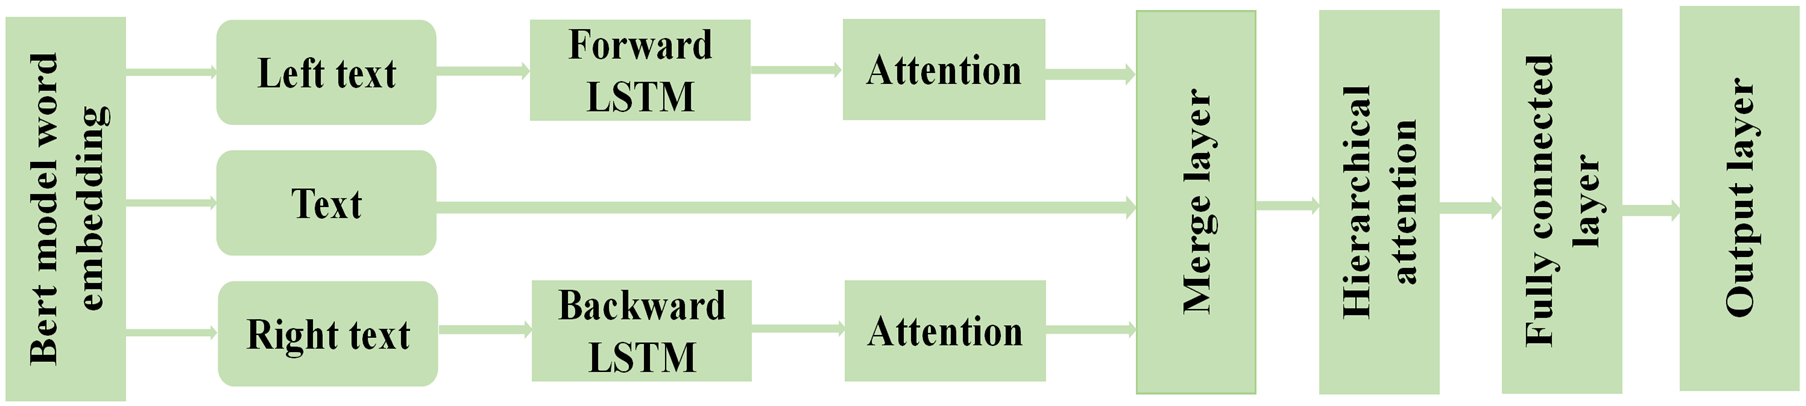 Bert model word
embedding
Left text
Forward
LSTM
Attention
Text
Right text
Backward
LSTM
Attention
Merge layer
Hierarchical
attention
Fully connected
layer
Output layer